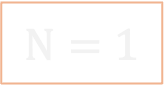 N = 1